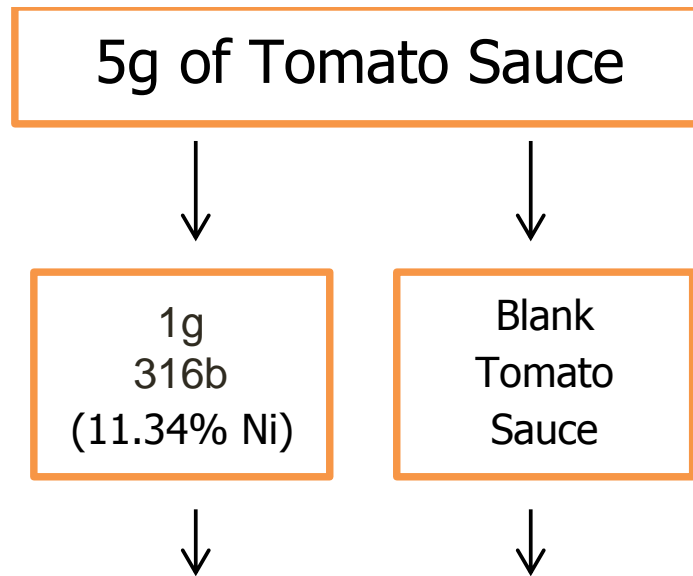 5g of Tomato Sauce
1g
316b
(11.34% Ni)
Blank
Tomato
Sauce